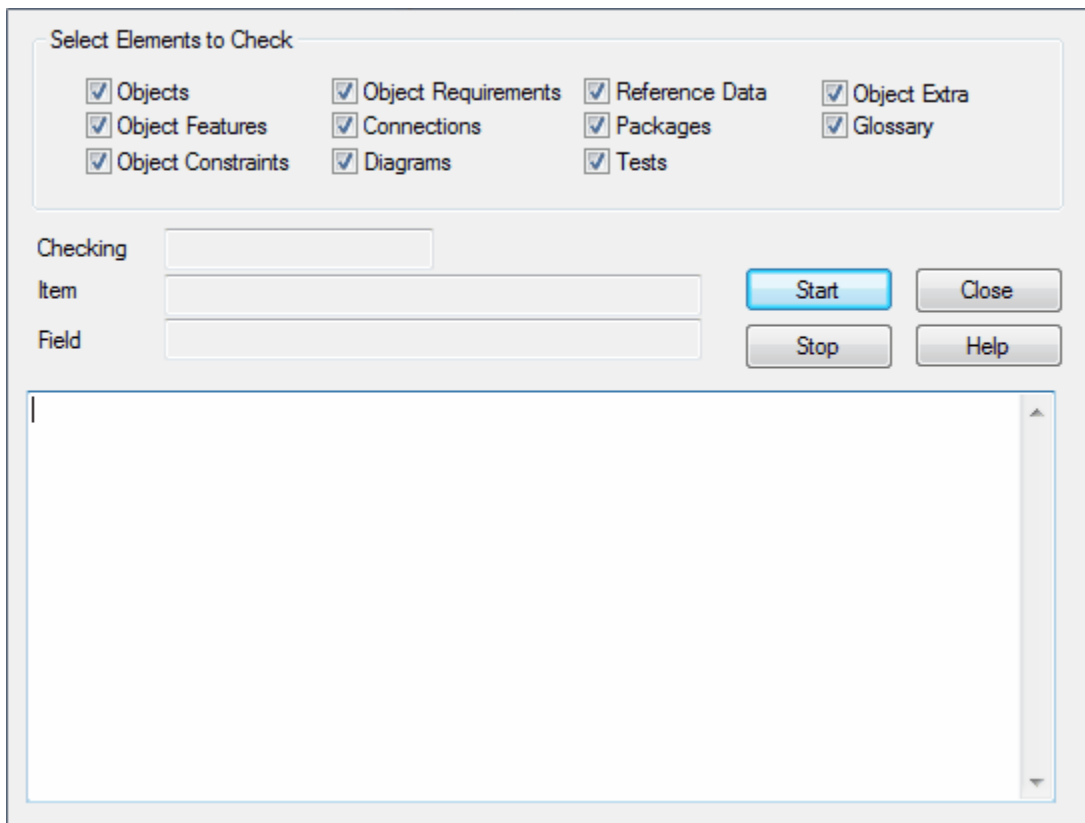 Select Elements to Check
Objects Object Requirements Reference Data Object Extra
Object Features Connections Packages Glossary
Object Constraints Diagrams Tests
Checking
Item Start Close
Field Stop Help